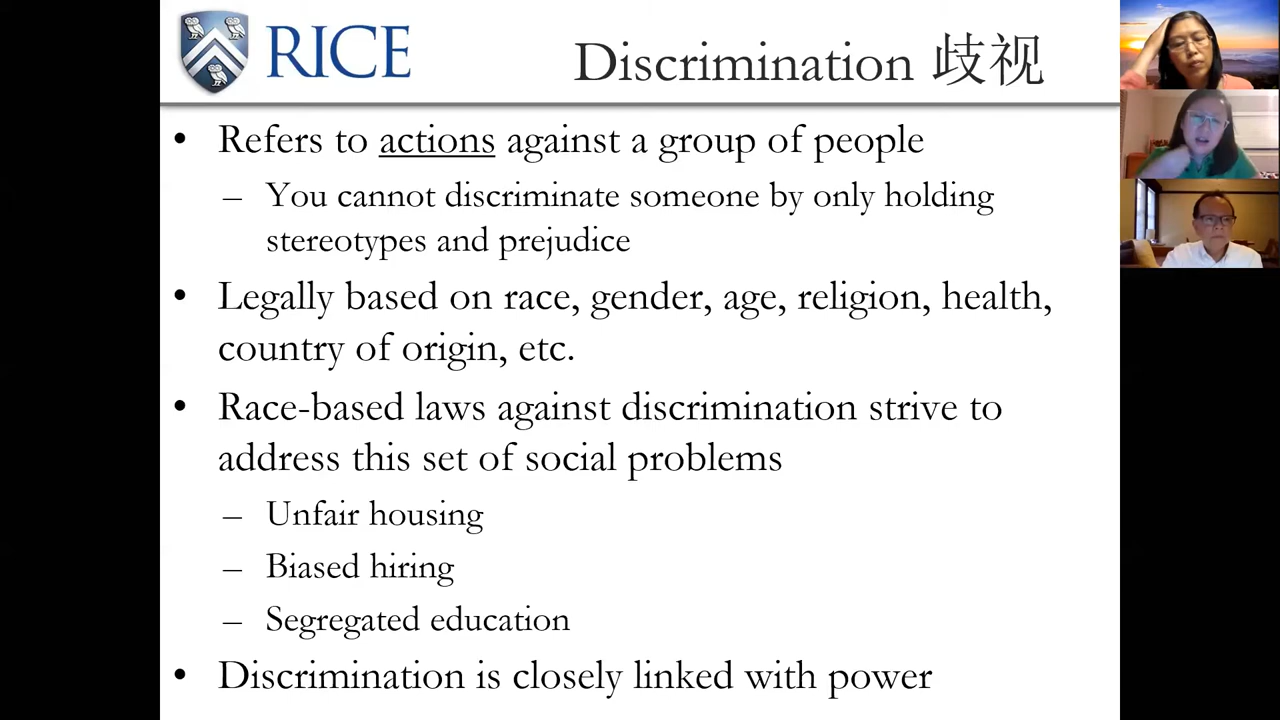 RICE
Discrimination 歧视
• Refers to actions against a group of people
– You cannot discriminate someone by only holding
stereotypes and prejudice
• Legally based on race, gender, age, religion, health,
country of origin, etc.
• Race-based laws against discrimination strive to
address this set of social problems
– Unfair housing
– Biased hiring
– Segregated education
• Discrimination is closely linked with power